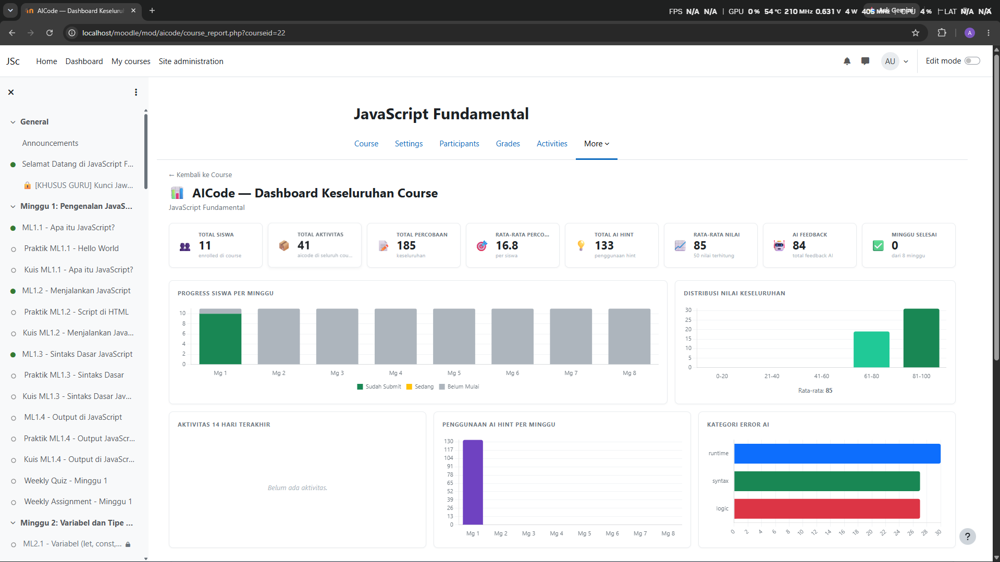 AICode — Dashboard Keseluruh
FPS N/A N/A | GPU 0 % 54 °C 210 MHz 0.631 V 4 W 405 MHz
4 % LAT N/A N/A
localhost/moodle/mod/aicode/course_report.php?courseid=22
A
JSc
Home
Dashboard
My courses
Site administration
AU
Edit mode
General
Announcements
Selamat Datang di JavaScript F...
[KHUSUS GURU] Kunci Jaw...
Minggu 1: Pengenalan JavaS...
ML1.1 - Apa itu JavaScript?
Praktik ML1.1 - Hello World
Kuis ML1.1 - Apa itu JavaScript?
ML1.2 - Menjalankan JavaScript
Praktik ML1.2 - Script di HTML
Kuis ML1.2 - Menjalankan Java...
ML1.3 - Sintaks Dasar JavaScript
Praktik ML1.3 - Sintaks Dasar
Kuis ML1.3 - Sintaks Dasar Jav...
ML1.4 - Output di JavaScript
Praktik ML1.4 - Output JavaScr...
Kuis ML1.4 - Output di JavaScr...
Weekly Quiz - Minggu 1
Weekly Assignment - Minggu 1
Minggu 2: Variabel dan Tipe ...
ML2.1 - Variabel (let, const,...
JavaScript Fundamental
Course
Settings
Participants
Grades
Activities
More
← Kembali ke Course
AICode — Dashboard Keseluruhan Course
JavaScript Fundamental
TOTAL SISWA
11
enrolled di course
TOTAL AKTIVITAS
41
aicode di seluruh cou...
TOTAL PERCOBAAN
185
keseluruhan
RATA-RATA PERCO...
16.8
per siswa
TOTAL AI HINT
133
penggunaan hint
RATA-RATA NILAI
85
50 nilai terhitung
AI FEEDBACK
84
total feedback AI
MINGGU SELESAI
0
dari 8 minggu
PROGRESS SISWA PER MINGGU
10
8
6
4
2
0
Mg 1 Mg 2 Mg 3 Mg 4 Mg 5 Mg 6 Mg 7 Mg 8
Sudah Submit Sedang Belum Mulai
DISTRIBUSI NILAI KESELURUHAN
30
25
20
15
10
5
0
0-20 21-40 41-60 61-80 81-100
Rata-rata: 85
AKTIVITAS 14 HARI TERAKHIR
Belum ada aktivitas.
PENGGUNAAN AI HINT PER MINGGU
130
117
104
91
78
65
52
39
26
13
0
Mg 1 Mg 2 Mg 3 Mg 4 Mg 5 Mg 6 Mg 7 Mg 8
KATEGORI ERROR AI
runtime
syntax
logic
0 2 4 6 8 10 12 14 16 18 20 22 24 26 28 30
?